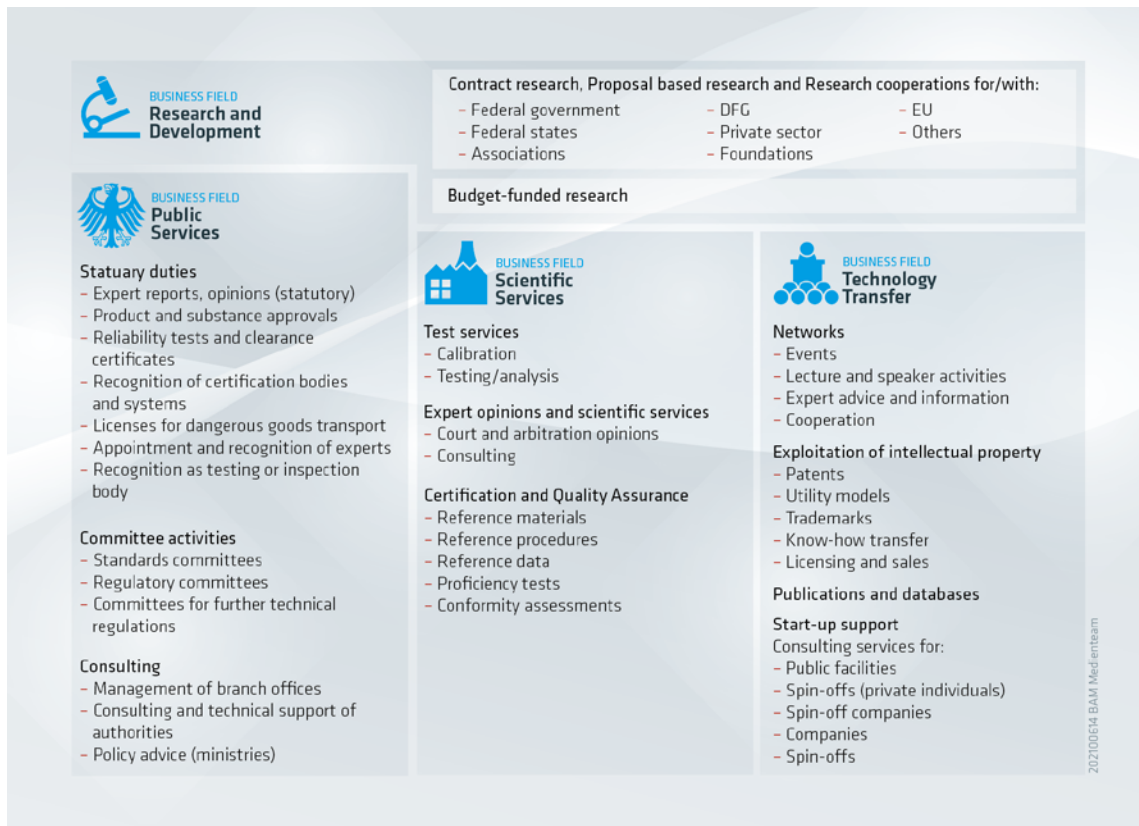 BUSINESS FIELD
Research and
Development
Contract research, Proposal based research and Research cooperations for/with:
– Federal government
– Federal states
– Associations
– DFG
– Private sector
– Foundations
– EU
– Others
Budget-funded research
BUSINESS FIELD
Public
Services
Statuary duties
– Expert reports, opinions (statutory)
– Product and substance approvals
– Reliability tests and clearance
certificates
– Recognition of certification bodies
and systems
– Licenses for dangerous goods transport
– Appointment and recognition of experts
– Recognition as testing or inspection
body
Committee activities
– Standards committees
– Regulatory committees
– Committees for further technical
regulations
Consulting
– Management of branch offices
– Consulting and technical support of
authorities
– Policy advice (ministries)
BUSINESS FIELD
Scientific
Services
Test services
– Calibration
– Testing/analysis
Expert opinions and scientific services
– Court and arbitration opinions
– Consulting
Certification and Quality Assurance
– Reference materials
– Reference procedures
– Reference data
– Proficiency tests
– Conformity assessments
BUSINESS FIELD
Technology
Transfer
Networks
– Events
– Lecture and speaker activities
– Expert advice and information
– Cooperation
Exploitation of intellectual property
– Patents
– Utility models
– Trademarks
– Know-how transfer
– Licensing and sales
Publications and databases
Start-up support
Consulting services for:
– Public facilities
– Spin-offs (private individuals)
– Spin-off companies
– Companies
– Spin-offs
202100614 BAM Medienteam